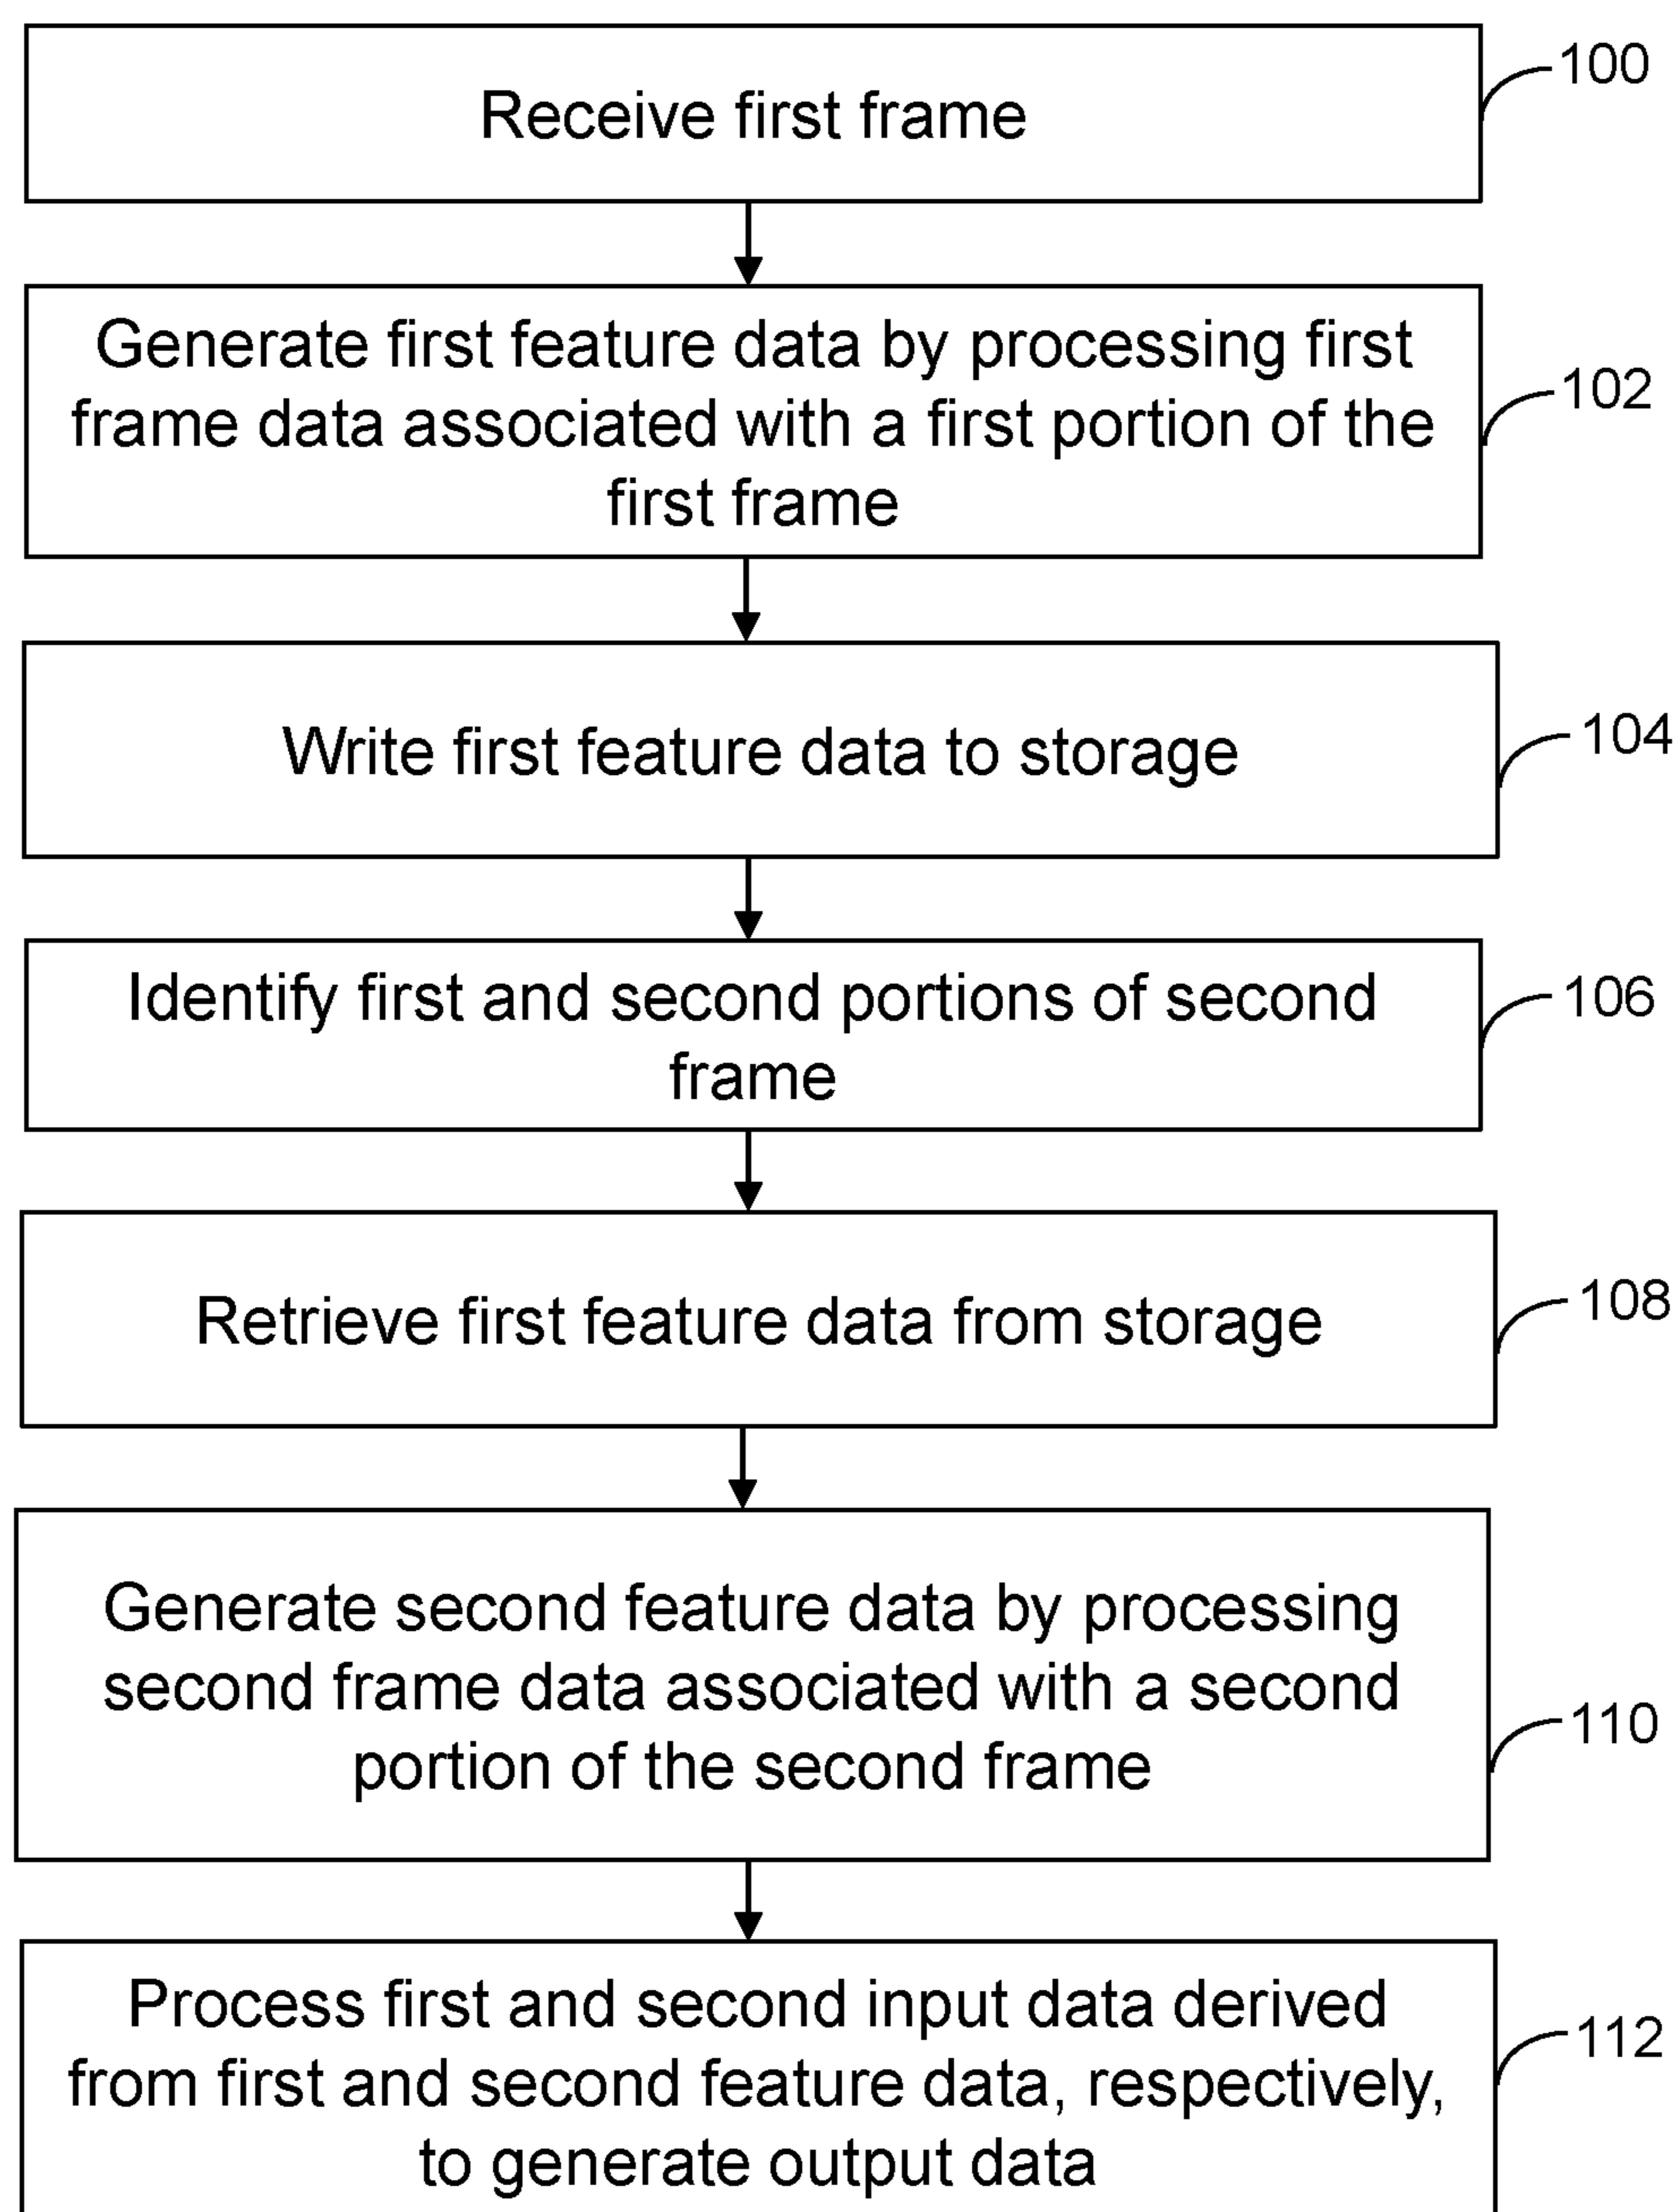 Receive first frame
100
Generate first feature data by processing first
frame data associated with a first portion of the
first frame
102
Write first feature data to storage
104
Identify first and second portions of second
frame
106
Retrieve first feature data from storage
108
Generate second feature data by processing
second frame data associated with a second
portion of the second frame
110
Process first and second input data derived
from first and second feature data, respectively,
to generate output data
112